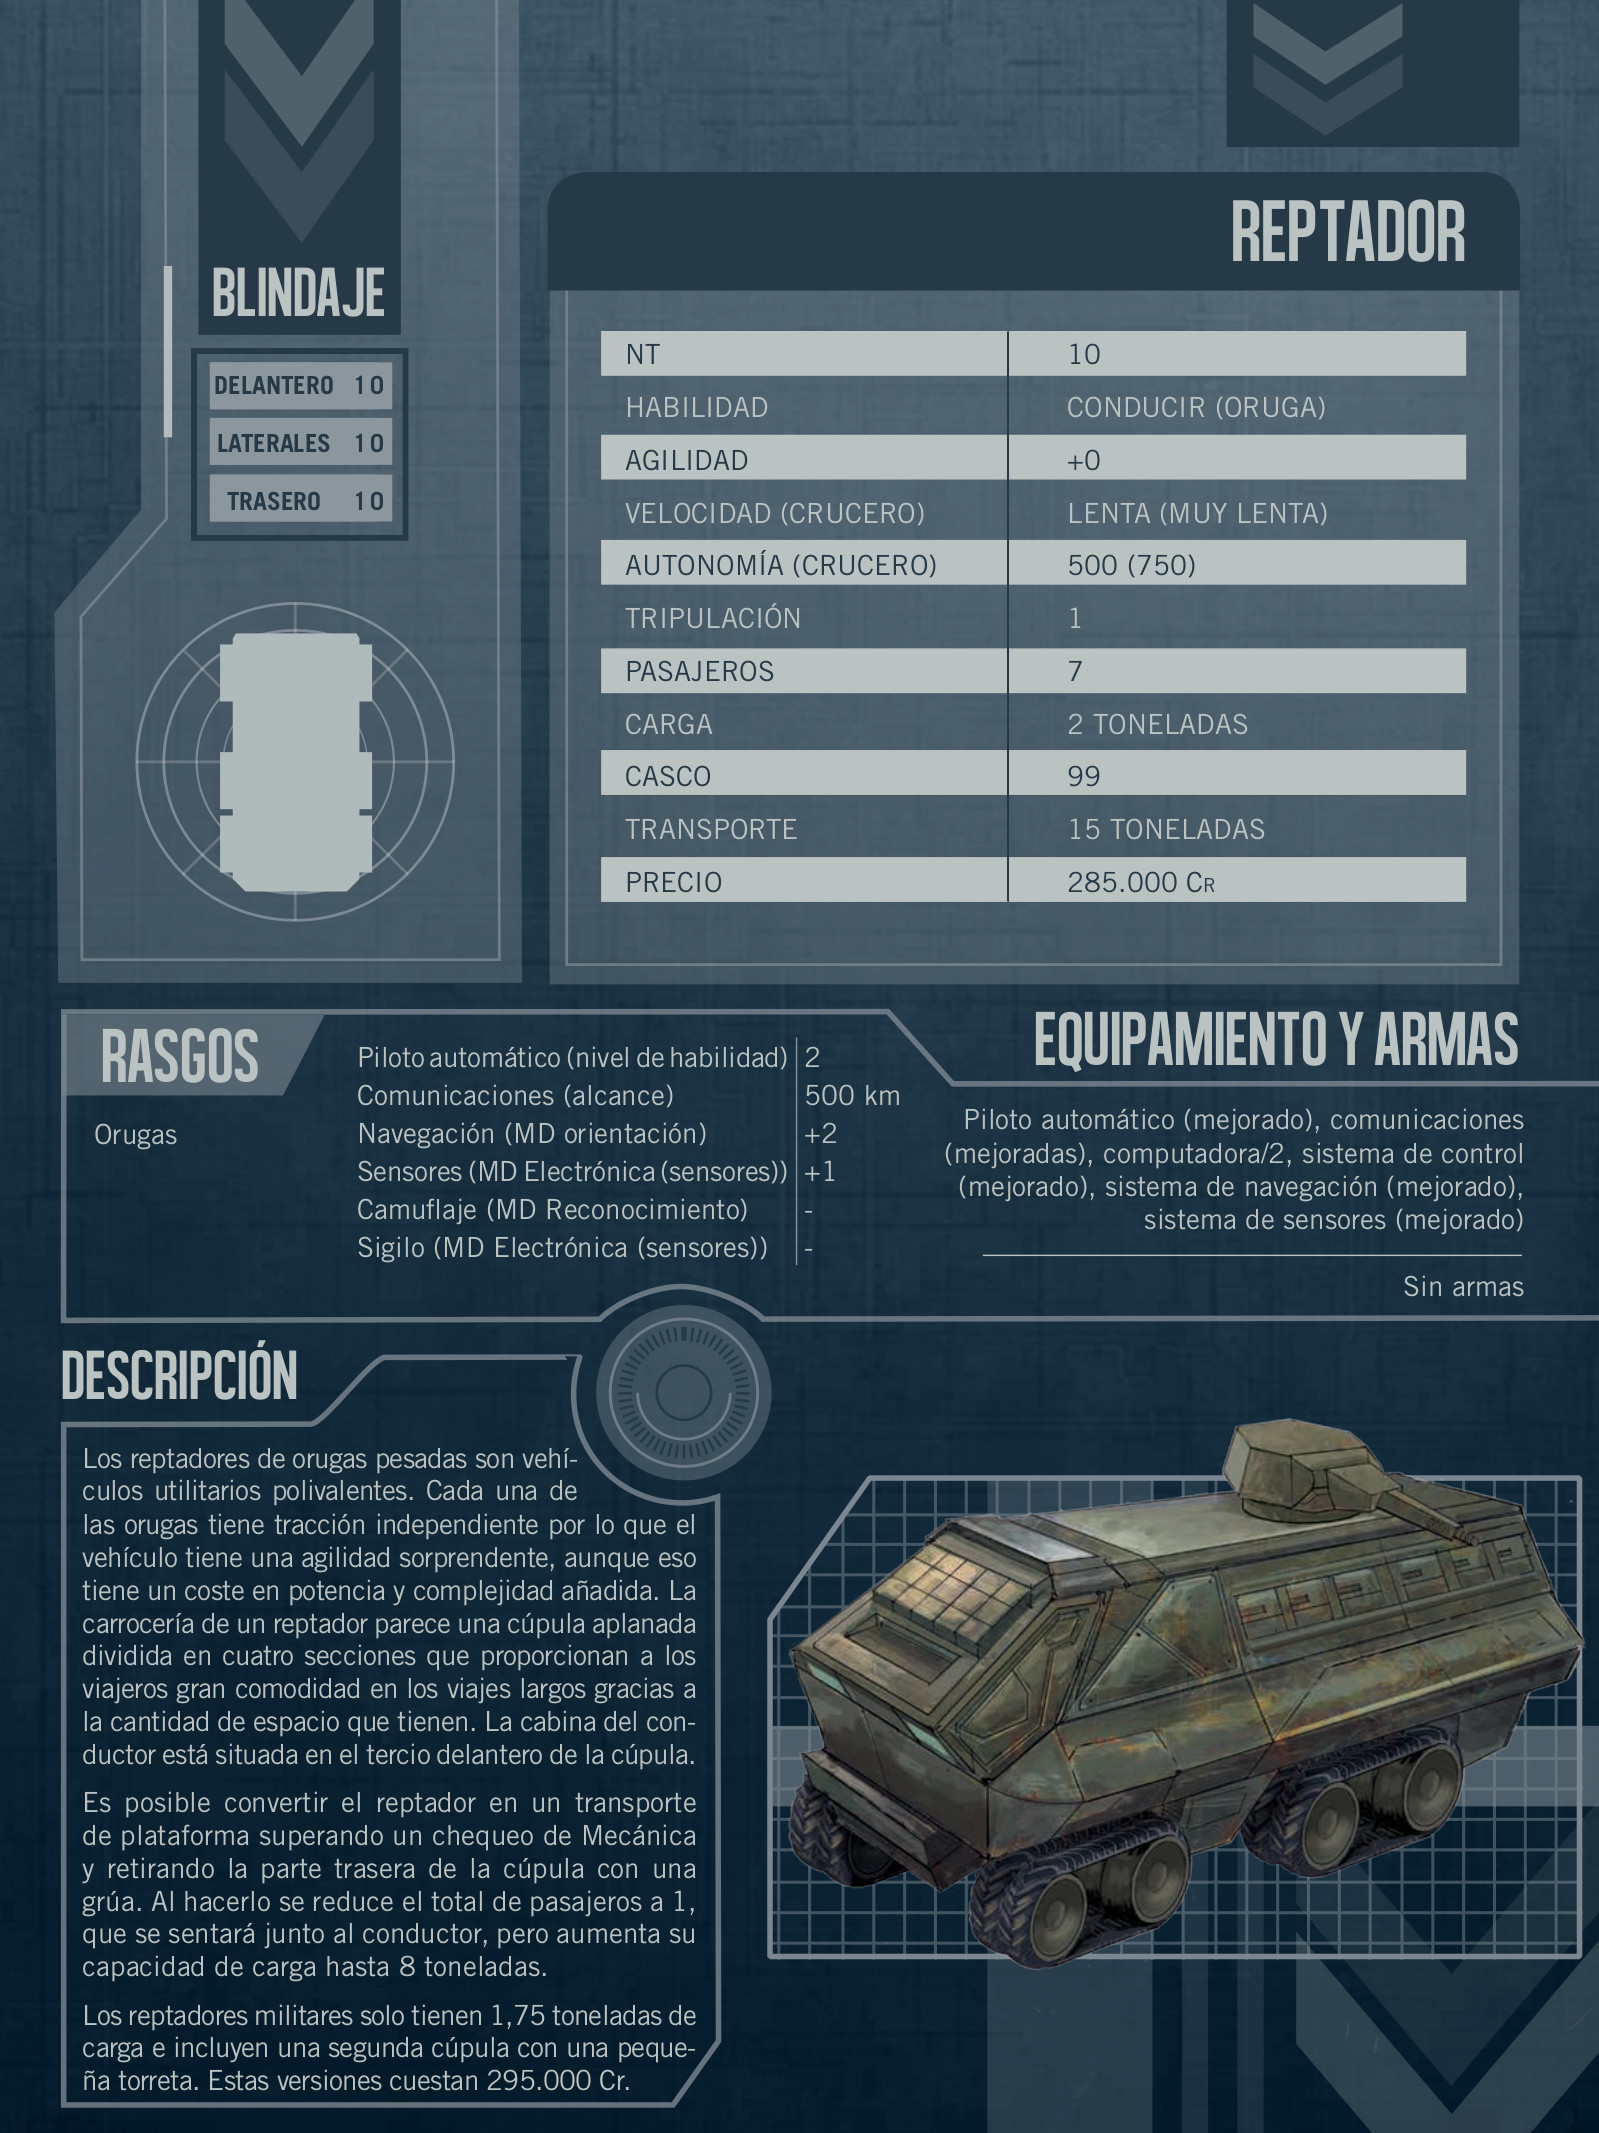 BLINDAJE
DELANTERO 10
LATERALES 10
TRASERO 10
REPTADOR
NT 10
HABILIDAD CONDUCIR (ORUGA)
AGILIDAD +0
VELOCIDAD (CRUCERO) LENTA (MUY LENTA)
AUTONOMÍA (CRUCERO) 500 (750)
TRIPULACIÓN 1
PASAJEROS 7
CARGA 2 TONELADAS
CASCO 99
TRANSPORTE 15 TONELADAS
PRECIO 285.000 CR
RASGOS
Orugas
Piloto automático (nivel de habilidad) 2
Comunicaciones (alcance) 500 km
Navegación (MD orientación) +2
Sensores (MD Electrónica (sensores)) +1
Camuflaje (MD Reconocimiento) -
Sigilo (MD Electrónica (sensores)) -
EQUIPAMIENTO Y ARMAS
Piloto automático (mejorado), comunicaciones
(mejoradas), computadora/2, sistema de control
(mejorado), sistema de navegación (mejorado),
sistema de sensores (mejorado)
Sin armas
DESCRIPCIÓN
Los reptadores de orugas pesadas son vehí-
culos utilitarios polivalentes. Cada una de
las orugas tiene tracción independiente por lo que el
vehículo tiene una agilidad sorprendente, aunque eso
tiene un coste en potencia y complejidad añadida. La
carrocería de un reptador parece una cúpula aplanada
dividida en cuatro secciones que proporcionan a los
viajeros gran comodidad en los viajes largos gracias a
la cantidad de espacio que tienen. La cabina del con-
ductor está situada en el tercio delantero de la cúpula.
Es posible convertir el reptador en un transporte
de plataforma superando un chequeo de Mecánica
y retirando la parte trasera de la cúpula con una
grúa. Al hacerlo se reduce el total de pasajeros a 1,
que se sentará junto al conductor, pero aumenta su
capacidad de carga hasta 8 toneladas.
Los reptadores militares solo tienen 1,75 toneladas de
carga e incluyen una segunda cúpula con una peque-
ña torreta. Estas versiones cuestan 295.000 Cr.